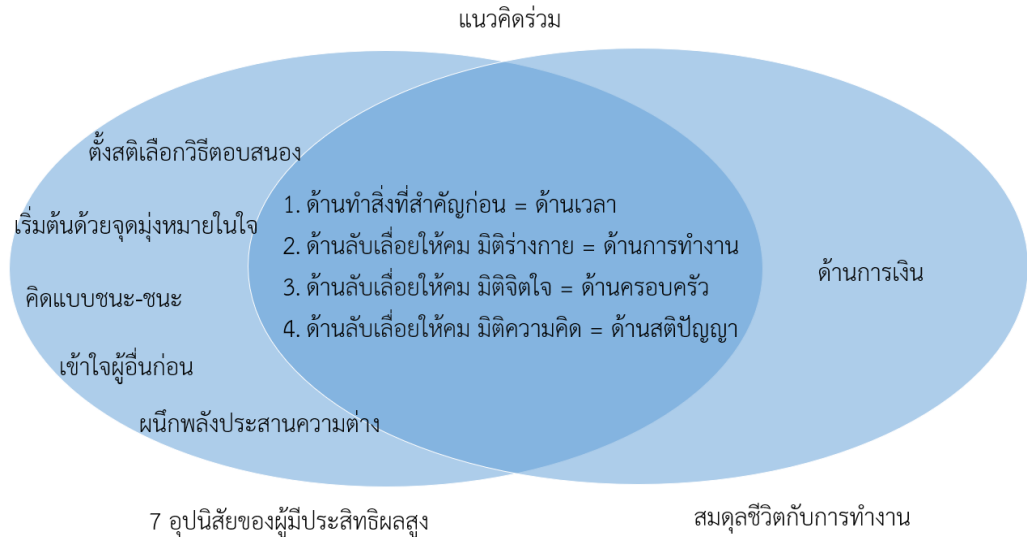 แนวคิดร่วม
ตั้งสติเลือกวิธีตอบสนอง
เริ่มต้นด้วยจุดมุ่งหมายในใจ
คิดแบบชนะ-ชนะ
เข้าใจผู้อื่นก่อน
ผนึกพลังประสานความต่าง
1. ด้านทำสิ่งที่สำคัญก่อน = ด้านเวลา
2. ด้านลับเลื่อยให้คม มิติร่างกาย = ด้านการทำงาน
3. ด้านลับเลื่อยให้คม มิติจิตใจ = ด้านครอบครัว
4. ด้านลับเลื่อยให้คม มิติความคิด = ด้านสติปัญญา
ด้านการเงิน
7 อุปนิสัยของผู้มีประสิทธิผลสูง
สมดุลชีวิตกับการทำงาน